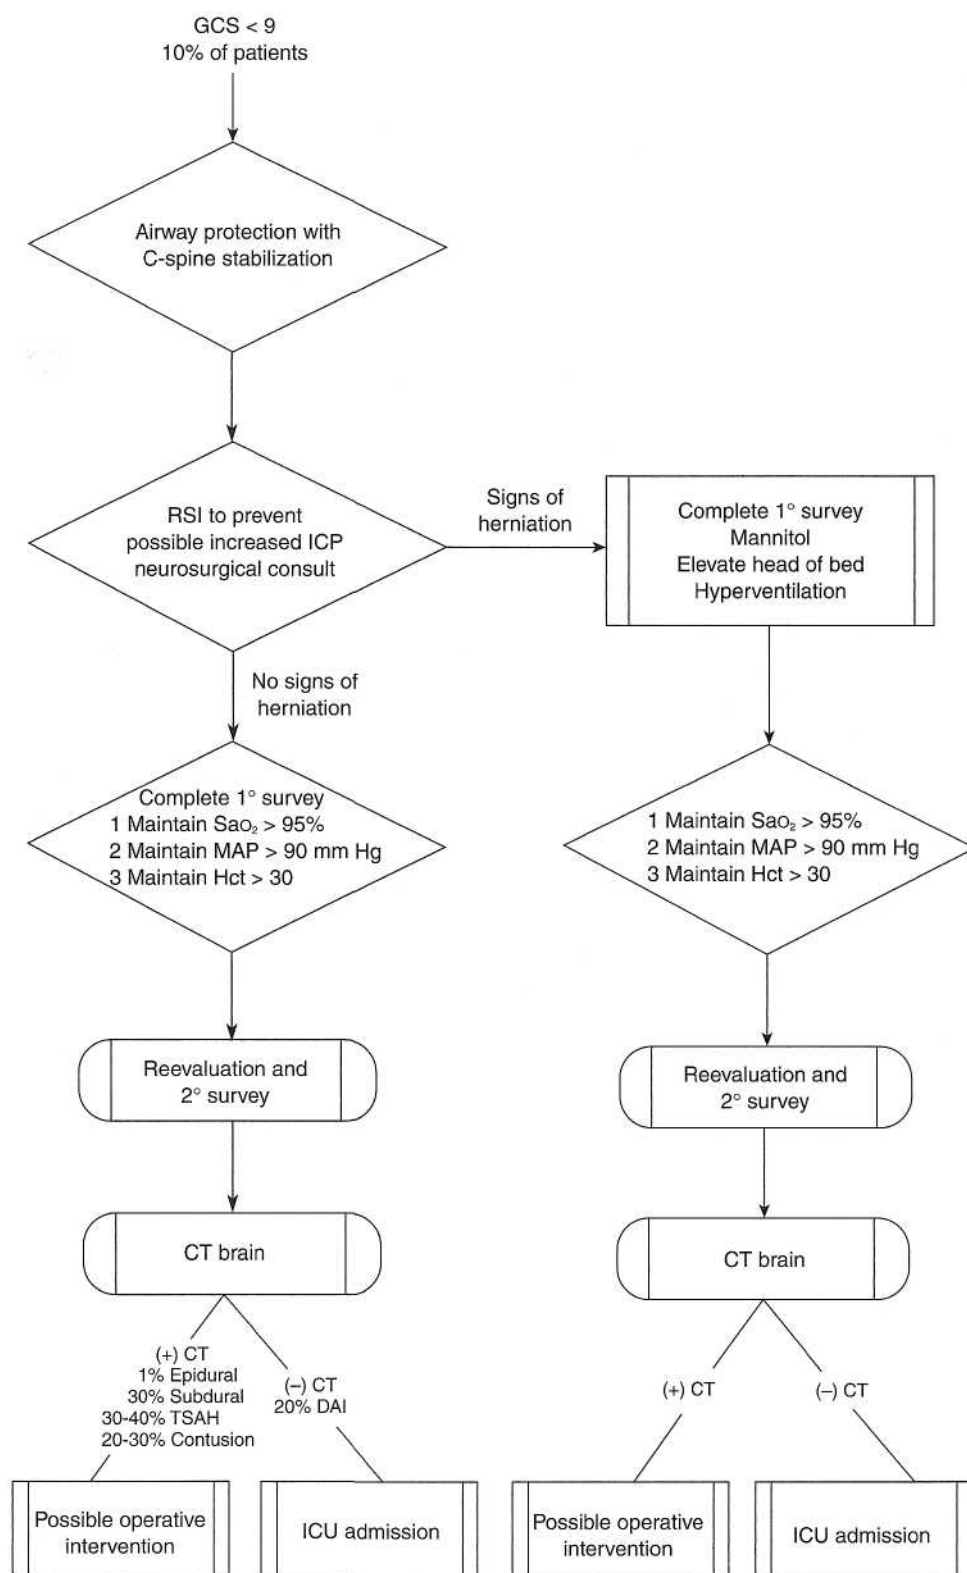 GCS < 9
10% of patients
Airway protection with
C-spine stabilization
RSI to prevent
possible increased ICP
neurosurgical consult
Signs of
herniation
Complete 1° survey
Mannitol
Elevate head of bed
Hyperventilation
No signs of
herniation
Complete 1° survey
1 Maintain SaO₂ > 95%
2 Maintain MAP > 90 mm Hg
3 Maintain Hct > 30
1 Maintain SaO₂ > 95%
2 Maintain MAP > 90 mm Hg
3 Maintain Hct > 30
Reevaluation and
2° survey
Reevaluation and
2° survey
CT brain
CT brain
(+) CT
1% Epidural
30% Subdural
30-40% TSAH
20-30% Contusion
(–) CT
20% DAI
(+) CT
(–) CT
Possible operative
intervention
ICU admission
Possible operative
intervention
ICU admission